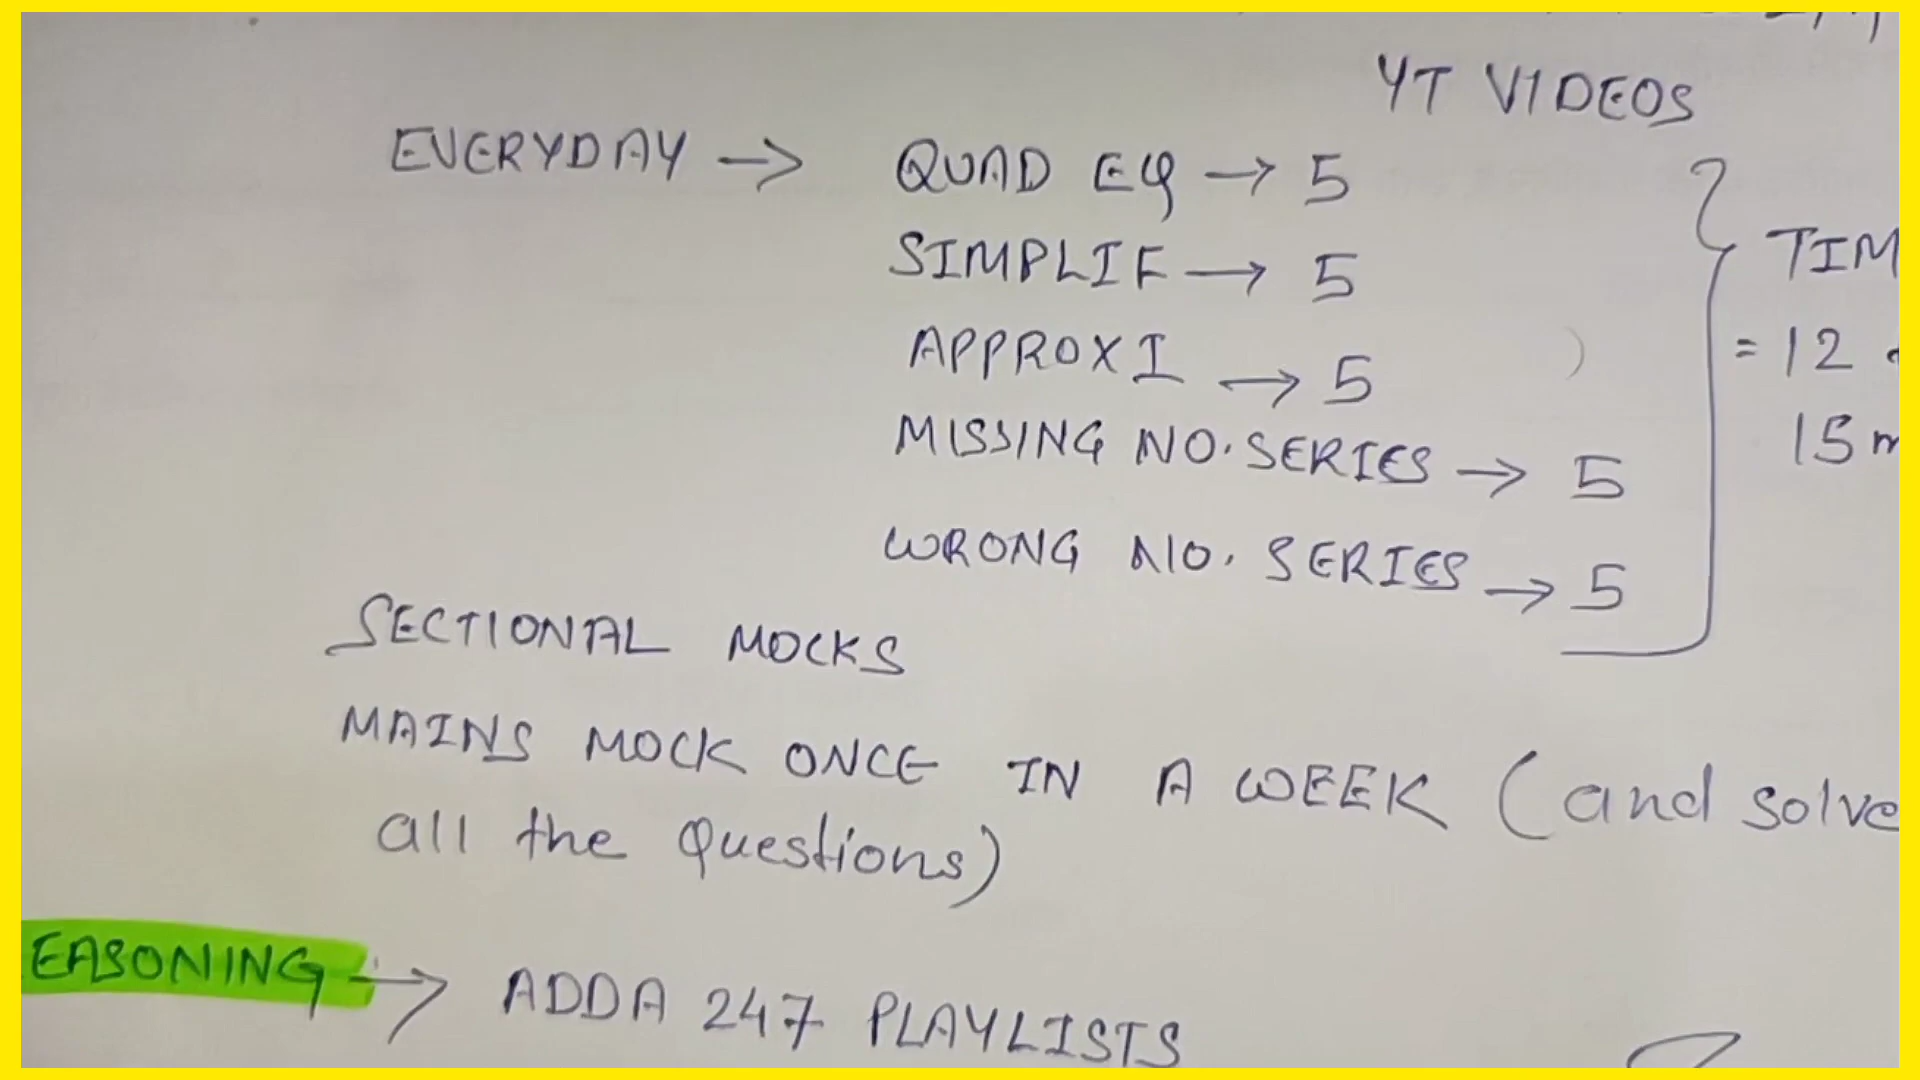 YT VIDEOS
EVERYDAY → QUAD EQ → 5
SIMPLIF → 5
APPROXI → 5
MISSING NO. SERIES → 5
WRONG NO. SERIES → 5
TIM
= 12
15 m
SECTIONAL MOCKS
MAINS MOCK ONCE IN A WEEK (and solve
all the Questions)
EASONING → ADDA 247 PLAYLISTS